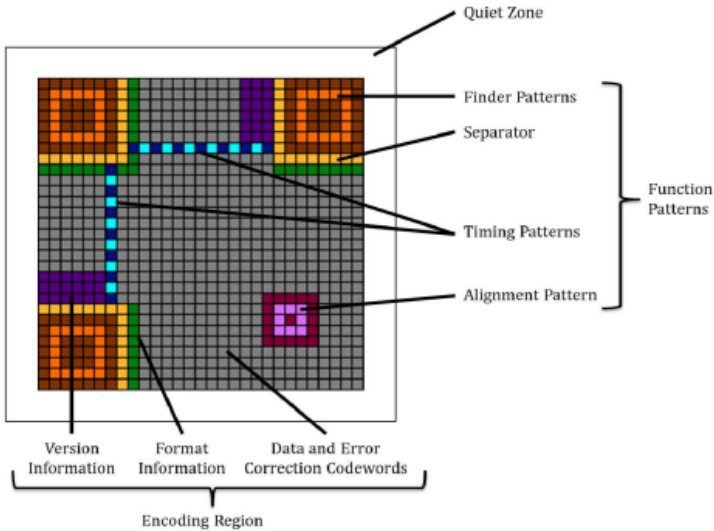 Quiet Zone
Finder Patterns
Separator
Function
Patterns
Timing Patterns
Alignment Pattern
Version
Information
Format
Information
Data and Error
Correction Codewords
Encoding Region